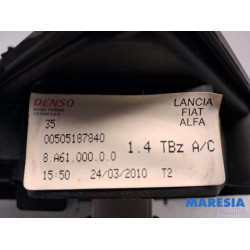 DENSO
LANCIA
FIAT
ALFA
35
00505187840
1.4 TBz A/C
8.A61.000.0.0
15:50 24/03/2010 T2
MARESIA